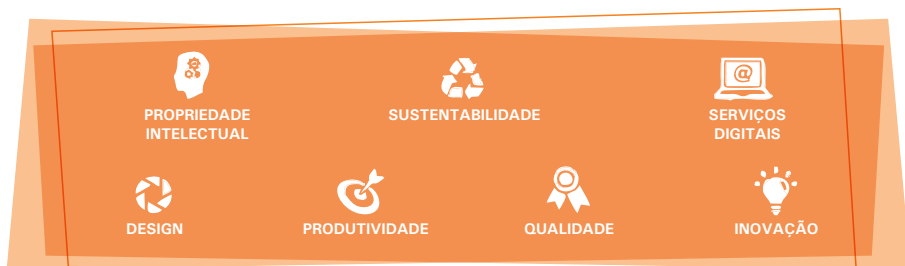 PROPRIEDADE
INTELECTUAL
SUSTENTABILIDADE
@
SERVIÇOS
DIGITAIS
DESIGN
PRODUTIVIDADE
QUALIDADE
INOVAÇÃO